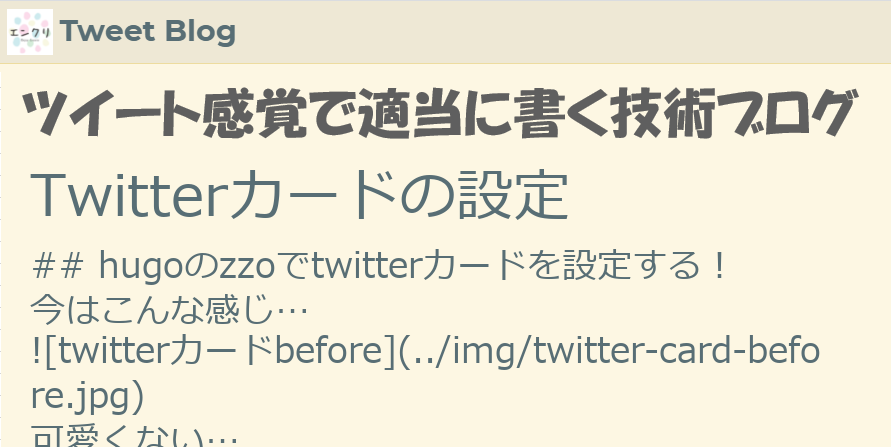 エンクリ
Tweet Blog
ツイート感覚で適当に書く技術ブログ
Twitterカードの設定
## hugoのzzoでtwitterカードを設定する！
今はこんな感じ…
![twitterカードbefore](../img/twitter-card-befo
re.jpg)
可愛くない…